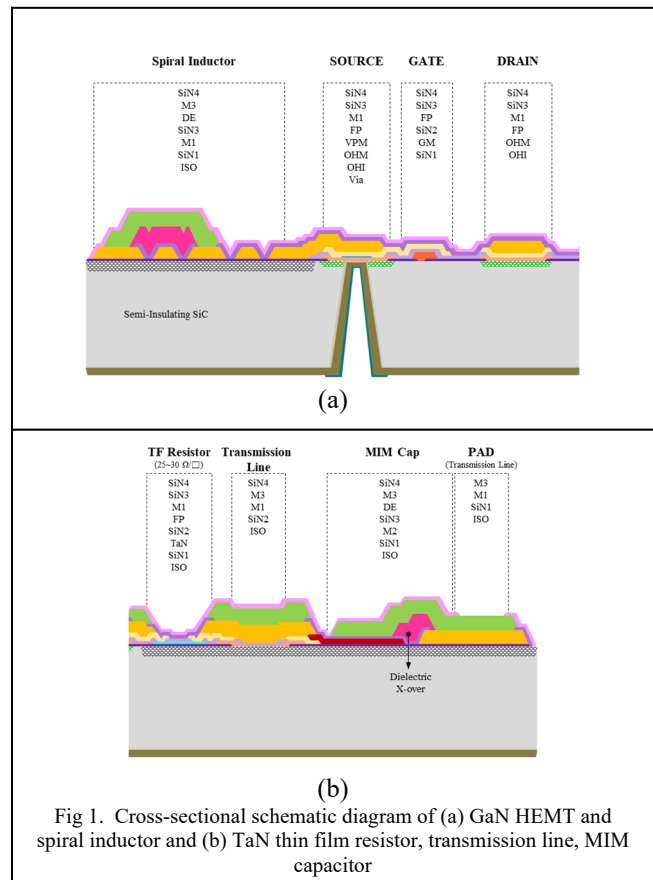 Spiral Inductor
SiN4
M3
DE
SiN3
M1
SiN1
ISO
SOURCE
SiN4
SiN3
M1
FP
VPM
OHM
OHI
Via
GATE
SiN4
SiN3
FP
SiN2
GM
SiN1
DRAIN
SiN4
SiN3
M1
FP
OHM
OHI
Semi-Insulating SiC
(a)
TF Resistor
(25~30 Ω/□)
SiN4
SiN3
M1
FP
SiN2
TaN
SiN1
ISO
Transmission
Line
SiN4
M3
M1
SiN2
ISO
MIM Cap
SiN4
M3
DE
SiN3
M2
SiN1
ISO
PAD
(Transmission Line)
M3
M1
SiN1
ISO
Dielectric
X-over
(b)
Fig 1. Cross-sectional schematic diagram of (a) GaN HEMT and
spiral inductor and (b) TaN thin film resistor, transmission line, MIM
capacitor